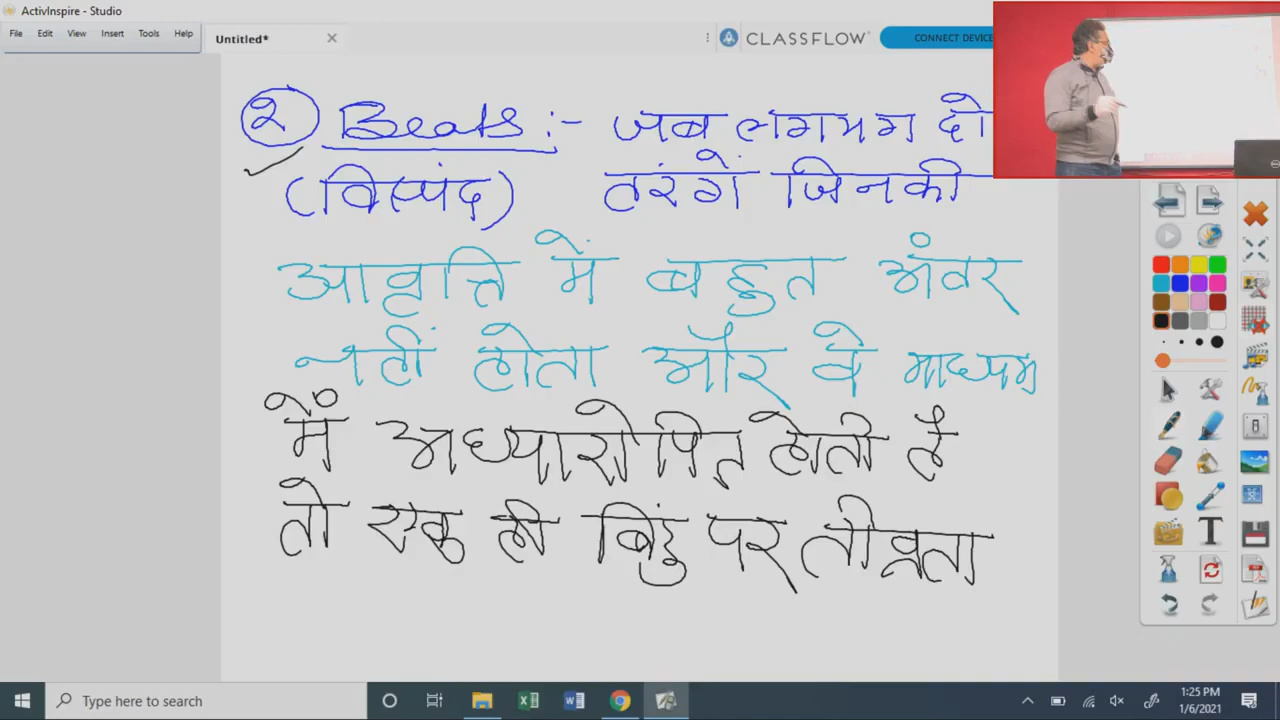 ActivInspire - Studio
File Edit View Insert Tools Help
Untitled*
CLASSFLOW
CONNECT DEVICE
२ Beats :- जब लगभग दो
(विस्पंद) तरंगें जिनकी
आवृत्ति में बहुत अंतर
नहीं होता और वे माध्यम
में अध्यारोपित होती है
तो एक ही बिंदु पर तीव्रता
Type here to search
1:25 PM
1/6/2021